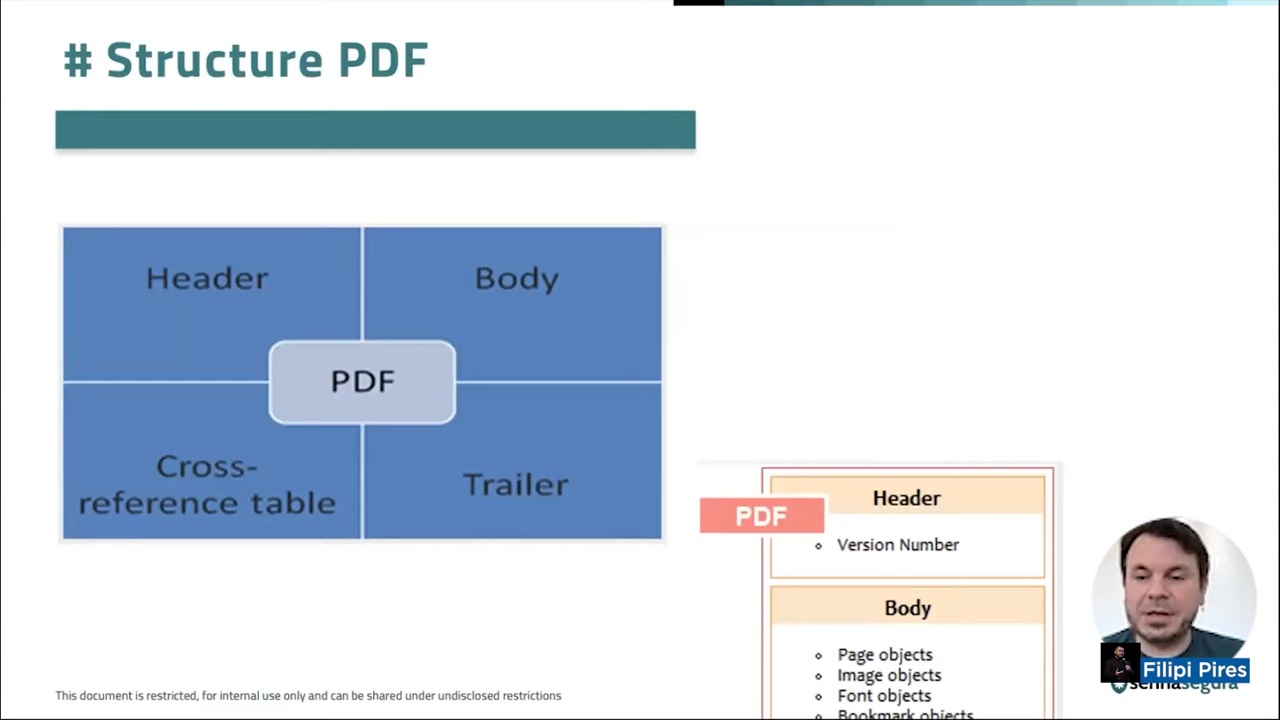 # Structure PDF
Header
Body
PDF
Cross-
reference table
Trailer
PDF
Header
Version Number
Body
Page objects
Image objects
Font objects
Bookmark objects
Filipi Pires
senhasegura
This document is restricted, for internal use only and can be shared under undisclosed restrictions